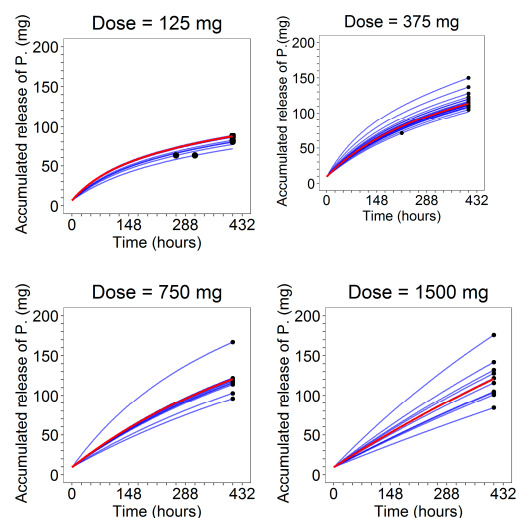 Dose = 125 mg
Accumulated release of P. (mg)
200
150
100
50
0
0 148 288 432
Time (hours)
Dose = 375 mg
Accumulated release of P. (mg)
200
150
100
50
0
0 148 288 432
Time (hours)
Dose = 750 mg
Accumulated release of P. (mg)
200
150
100
50
0
0 148 288 432
Time (hours)
Dose = 1500 mg
Accumulated release of P. (mg)
200
150
100
50
0
0 148 288 432
Time (hours)